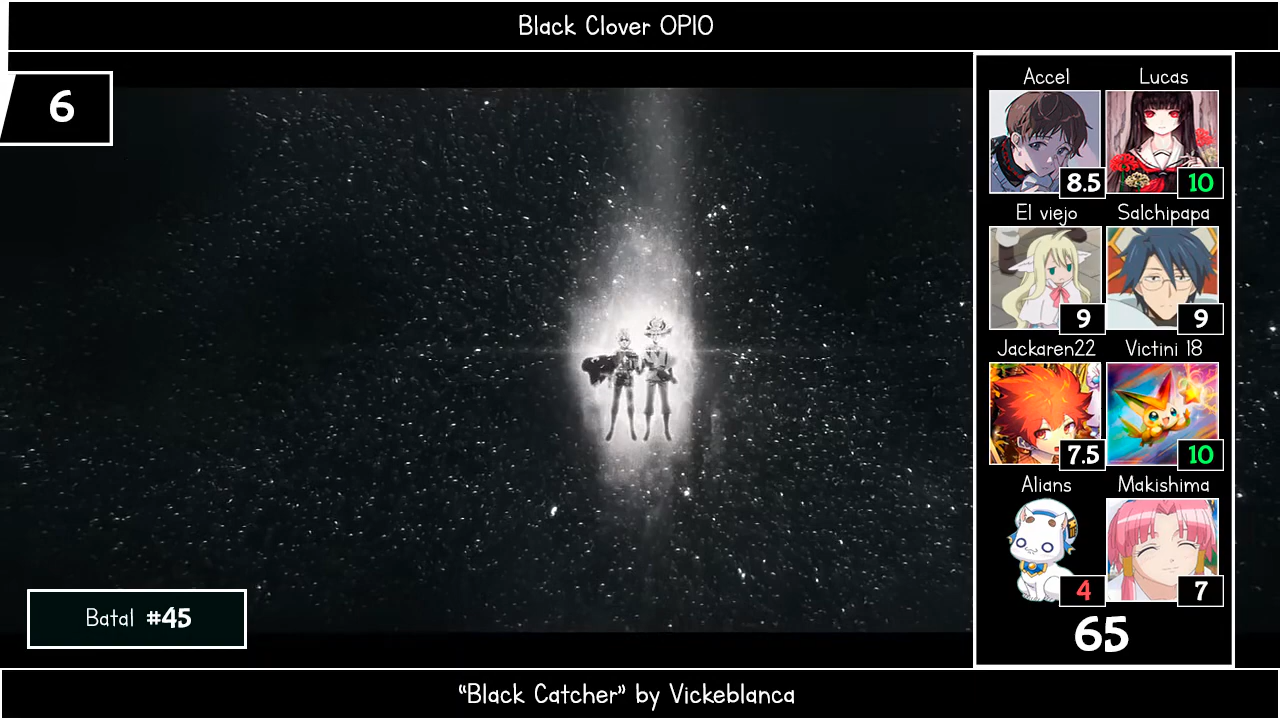 Black Clover OP10
6
Accel
Lucas
8.5
10
El viejo
Salchipapa
9
9
Jackaren22
Victini 18
7.5
10
Alians
Makishima
4
7
65
Batal #45
"Black Catcher" by Vickeblanca